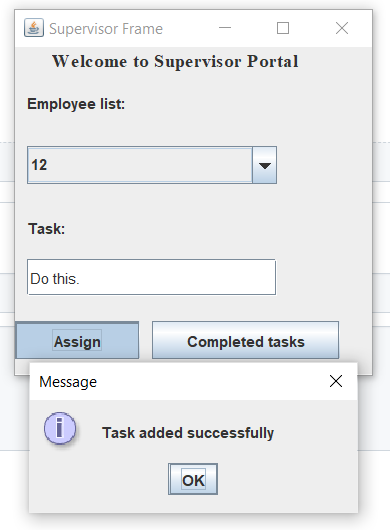 Supervisor Frame
Welcome to Supervisor Portal
Employee list:
12
Task:
Do this.
Assign
Completed tasks
Message
i
Task added successfully
OK